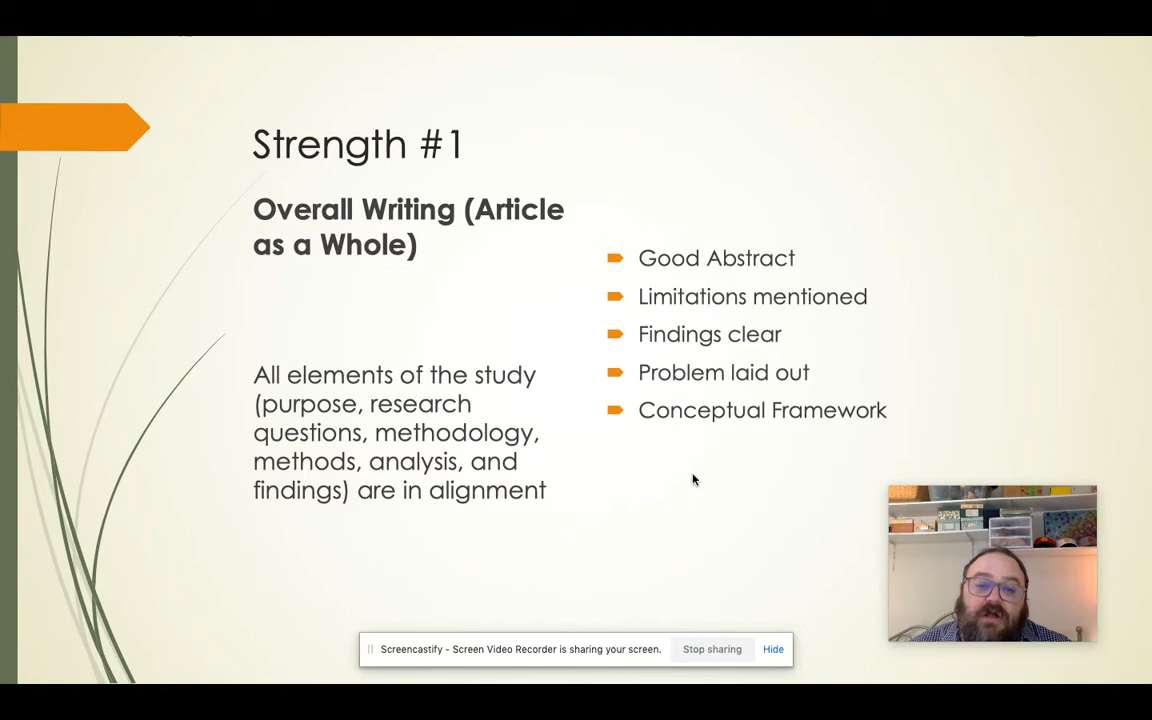 Strength #1
Overall Writing (Article
as a Whole)
All elements of the study
(purpose, research
questions, methodology,
methods, analysis, and
findings) are in alignment
Good Abstract
Limitations mentioned
Findings clear
Problem laid out
Conceptual Framework
Screencastify - Screen Video Recorder is sharing your screen.
Stop sharing
Hide